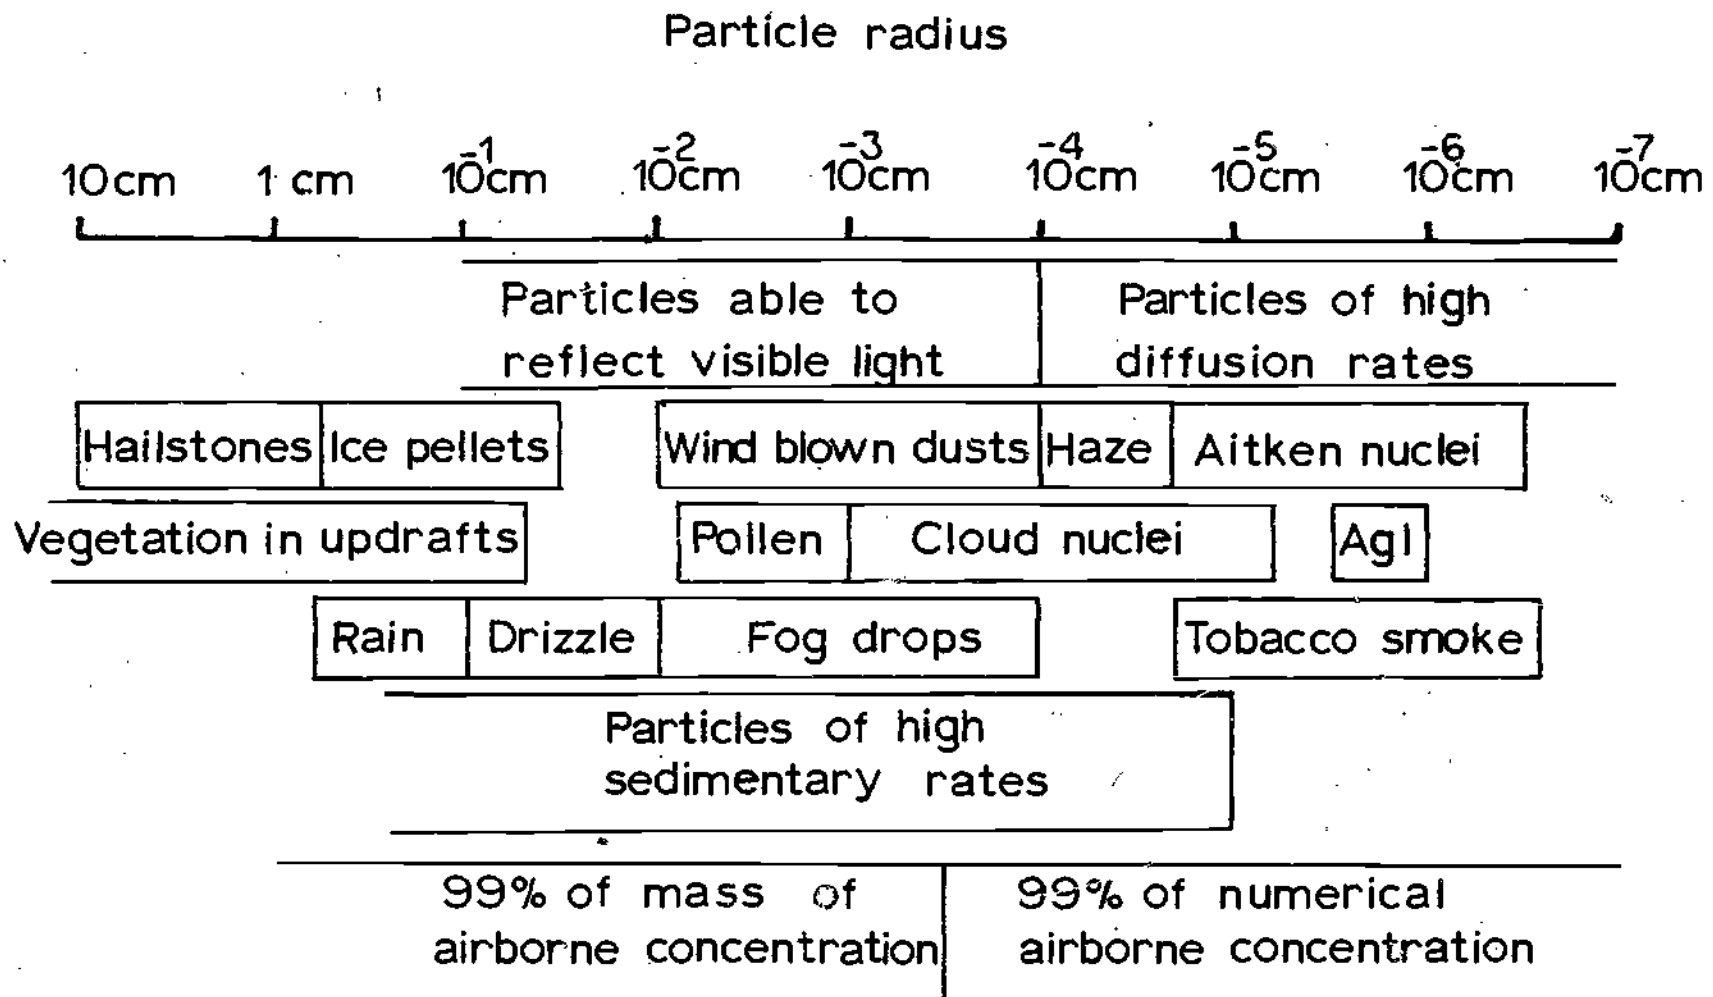 Particle radius
10cm 1 cm 10⁻¹cm 10⁻²cm 10⁻³cm 10⁻⁴cm 10⁻⁵cm 10⁻⁶cm 10⁻⁷cm
Particles able to
reflect visible light
Particles of high
diffusion rates
Hailstones Ice pellets Wind blown dusts Haze Aitken nuclei
Vegetation in updrafts Pollen Cloud nuclei AgI
Rain Drizzle Fog drops Tobacco smoke
Particles of high
sedimentary rates
99% of mass of
airborne concentration
99% of numerical
airborne concentration